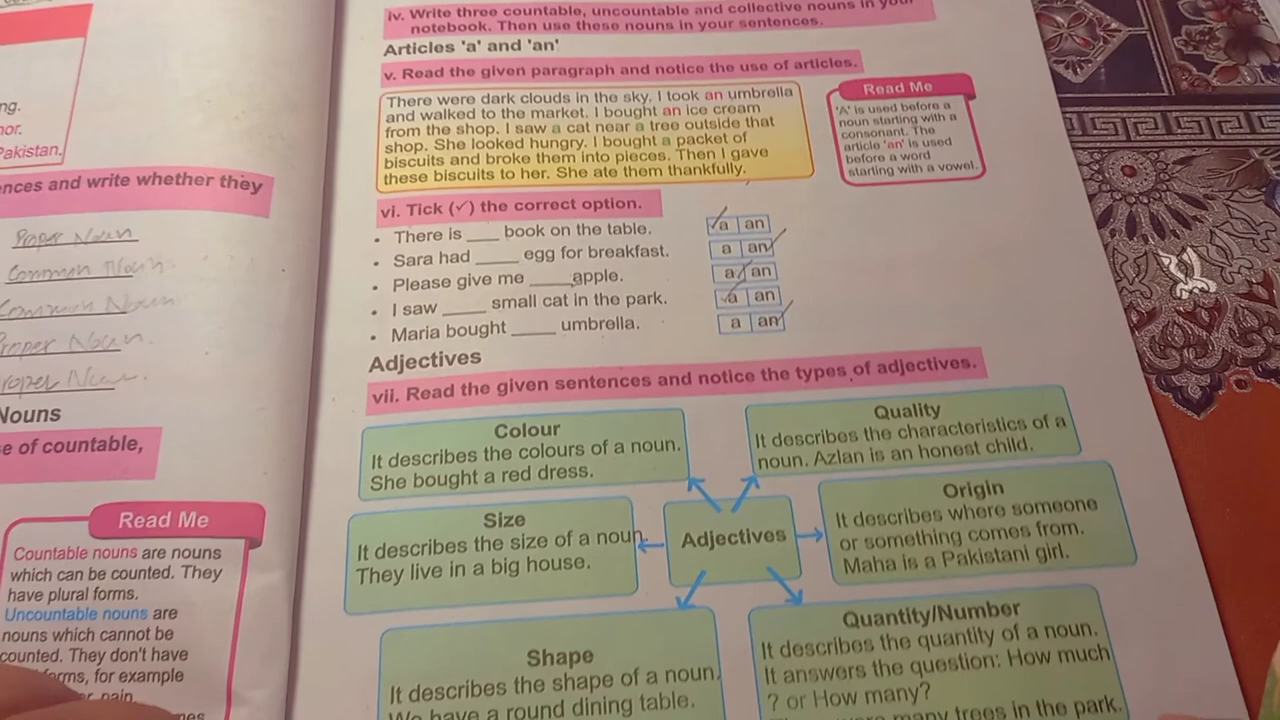 ng.
nor.
Pakistan.
ences and write whether they
Proper Noun
Common Noun
Common Noun
Proper Noun.
roper Noun.
Nouns
e of countable,
Read Me
Countable nouns are nouns
which can be counted. They
have plural forms.
Uncountable nouns are
nouns which cannot be
counted. They don't have
forms, for example
pain
iv. Write three countable, uncountable and collective nouns in your
notebook. Then use these nouns in your sentences.
Articles 'a' and 'an'
v. Read the given paragraph and notice the use of articles.
There were dark clouds in the sky. I took an umbrella
and walked to the market. I bought an ice cream
from the shop. I saw a cat near a tree outside that
shop. She looked hungry. I bought a packet of
biscuits and broke them into pieces. Then I gave
these biscuits to her. She ate them thankfully.
Read Me
'A' is used before a
noun starting with a
consonant. The
article 'an' is used
before a word
starting with a vowel.
vi. Tick (✓) the correct option.
• There is ___ book on the table. a an
• Sara had ____ egg for breakfast. a an
• Please give me ____ apple. a an
• I saw ____ small cat in the park. a an
• Maria bought ____ umbrella. a an
Adjectives
vii. Read the given sentences and notice the types of adjectives.
Colour
It describes the colours of a noun.
She bought a red dress.
Quality
It describes the characteristics of a
noun. Azlan is an honest child.
Size
It describes the size of a noun.
They live in a big house.
Adjectives
Origin
It describes where someone
or something comes from.
Maha is a Pakistani girl.
Shape
It describes the shape of a noun.
We have a round dining table.
Quantity/Number
It describes the quantity of a noun.
It answers the question: How much
? or How many?
many trees in the park.